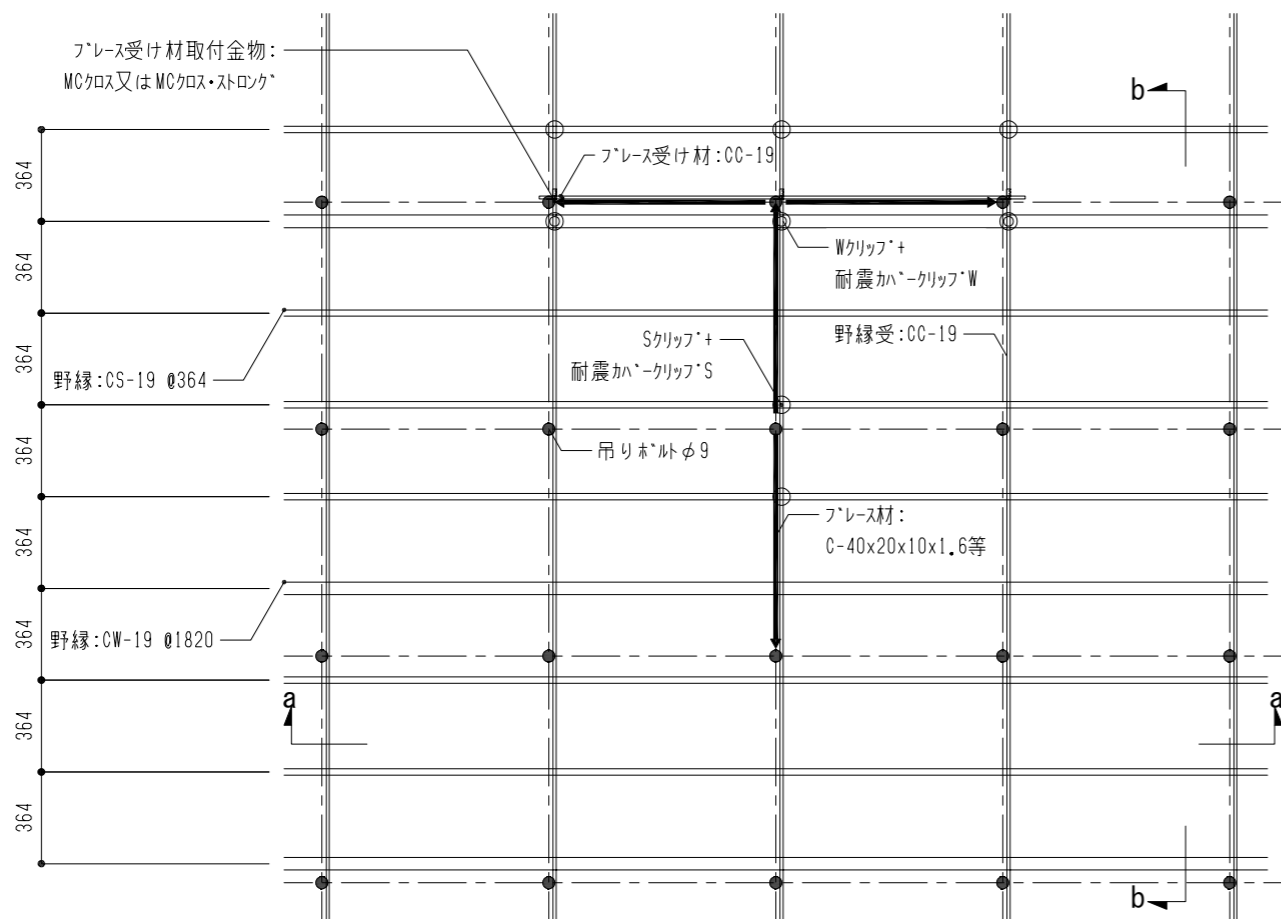 ﾌﾞﾚｰｽ受け材取付金物:
MCｸﾛｽ又はMCｸﾛｽ・ｽﾄﾛﾝｸﾞ
b
ﾌﾞﾚｰｽ受け材:CC-19
364
Wｸﾘｯﾌﾟ+
耐震ｶﾊﾞｰｸﾘｯﾌﾟW
364
Sｸﾘｯﾌﾟ+
耐震ｶﾊﾞｰｸﾘｯﾌﾟS
野縁受:CC-19
364
野縁:CS-19 @364
364
吊りﾎﾞﾙﾄφ9
364
ﾌﾞﾚｰｽ材:
C-40x20x10x1.6等
364
野縁:CW-19 @1820
a
a
364
364
b